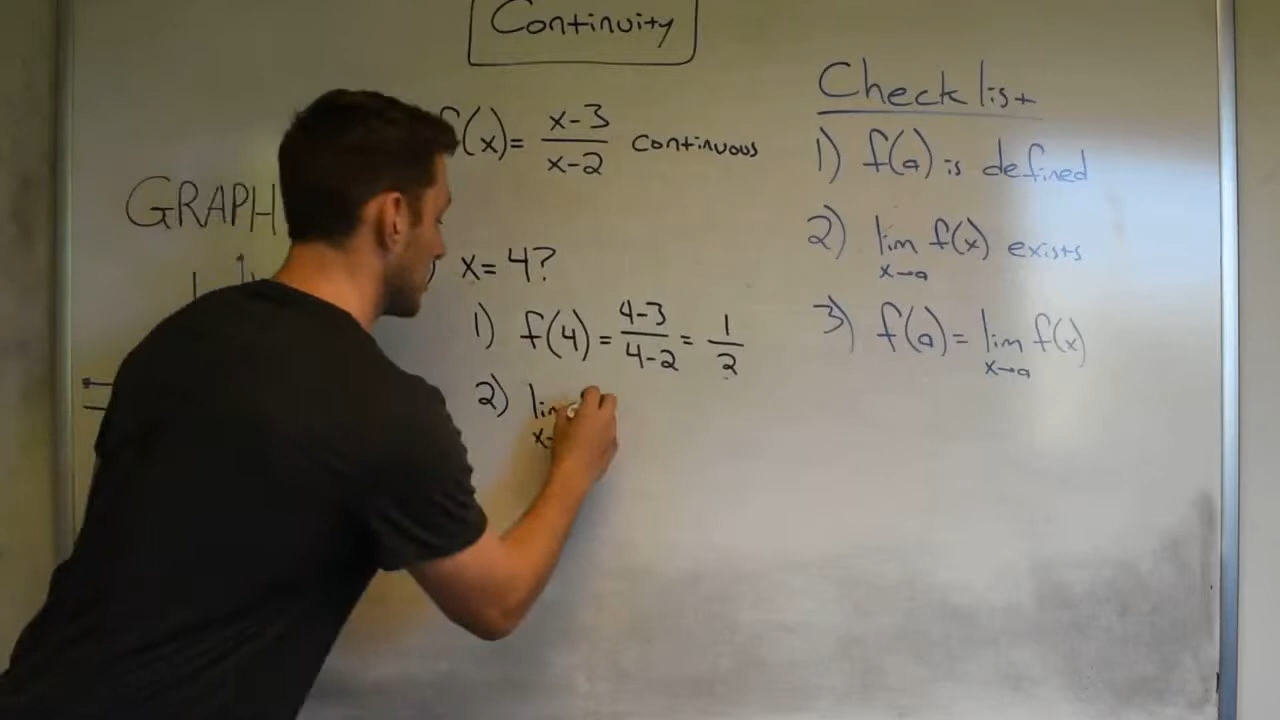 Continuity
f(x) = x-3 / x-2 continuous
GRAPH
x = 4?
1) f(4) = 4-3 / 4-2 = 1 / 2
2) lim
x
Checklist
1) f(a) is defined
2) lim x→a f(x) exists
3) f(a) = lim x→a f(x)